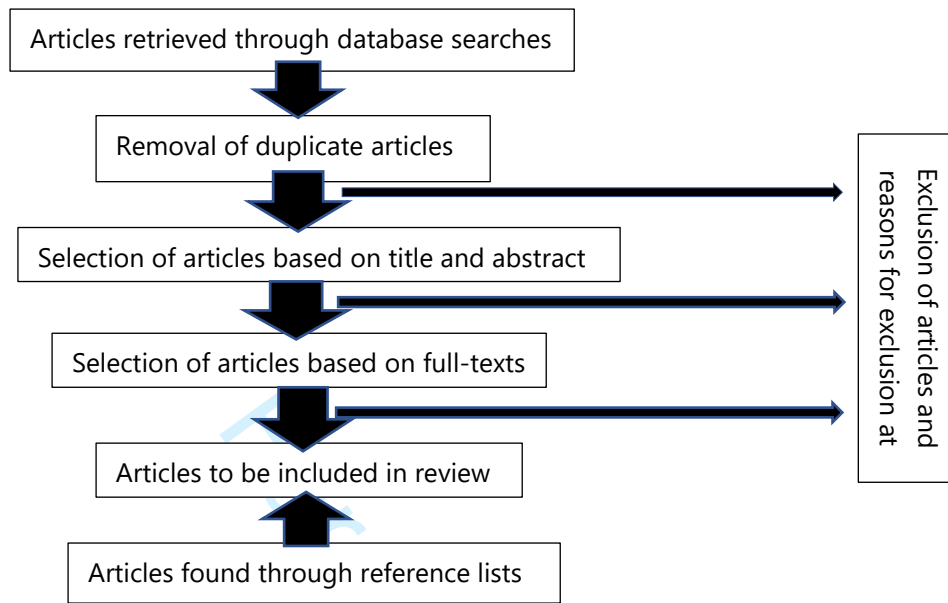 Articles retrieved through database searches
Removal of duplicate articles
Selection of articles based on title and abstract
Selection of articles based on full-texts
Articles to be included in review
Articles found through reference lists
Exclusion of articles and
reasons for exclusion at